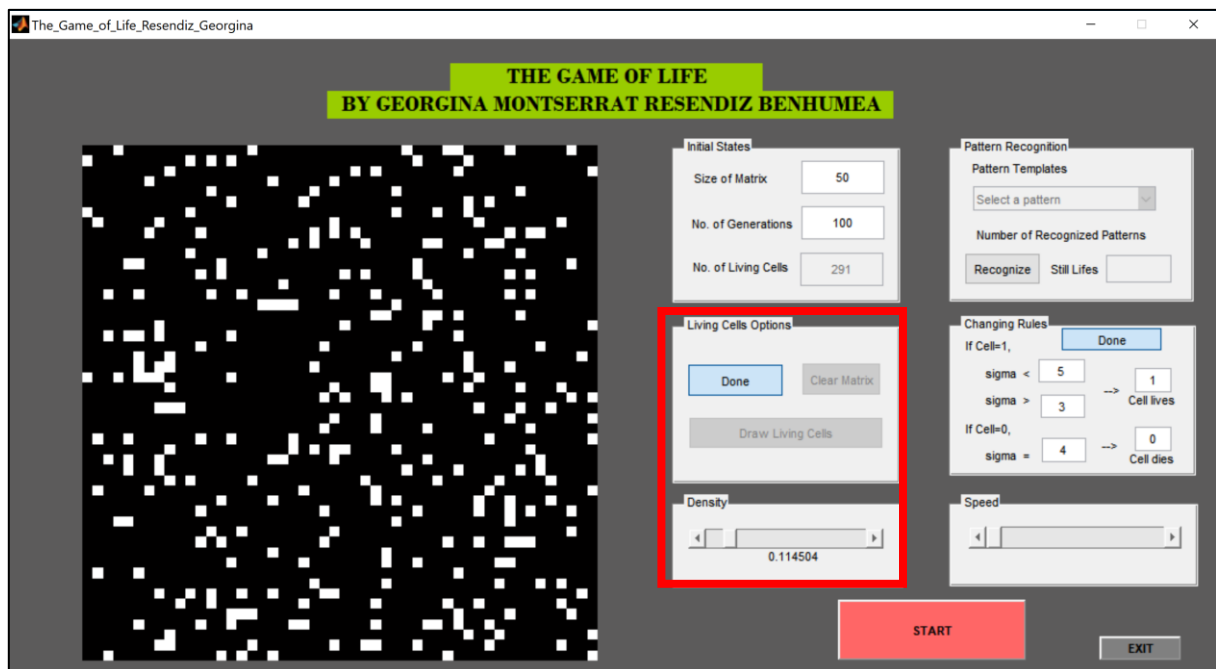 The_Game_of_Life_Resendiz_Georgina
THE GAME OF LIFE
BY GEORGINA MONTSERRAT RESENDIZ BENHUMEA
Initial States
Size of Matrix 50
No. of Generations 100
No. of Living Cells 291
Pattern Recognition
Pattern Templates
Select a pattern
Number of Recognized Patterns
Recognize Still Lifes
Living Cells Options
Done Clear Matrix
Draw Living Cells
Changing Rules
If Cell=1, Done
sigma < 5
--> 1
sigma > 3 Cell lives
If Cell=0,
sigma = 4 --> 0
Cell dies
Density
0.114504
Speed
START
EXIT